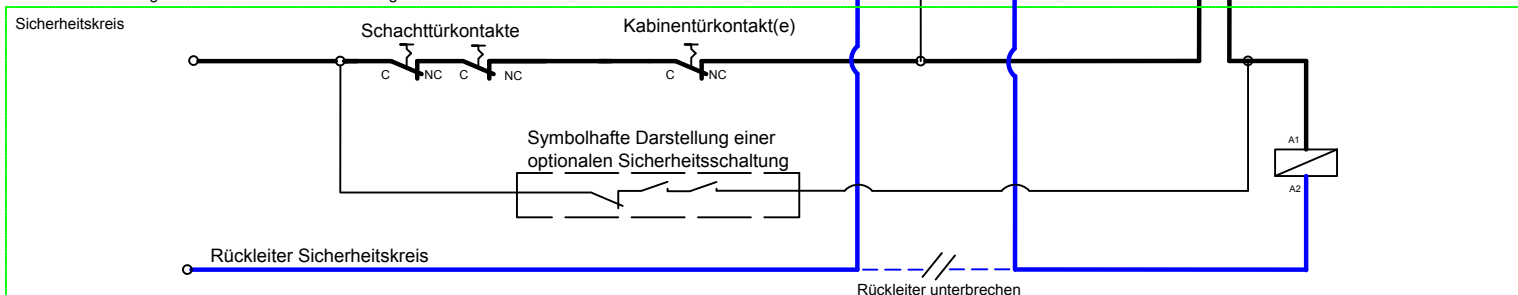 Sicherheitskreis
Schachttürkontakte
Kabinentürkontakt(e)
C NC C NC C NC
Symbolhafte Darstellung einer
optionalen Sicherheitsschaltung
A1
A2
Rückleiter Sicherheitskreis
Rückleiter unterbrechen